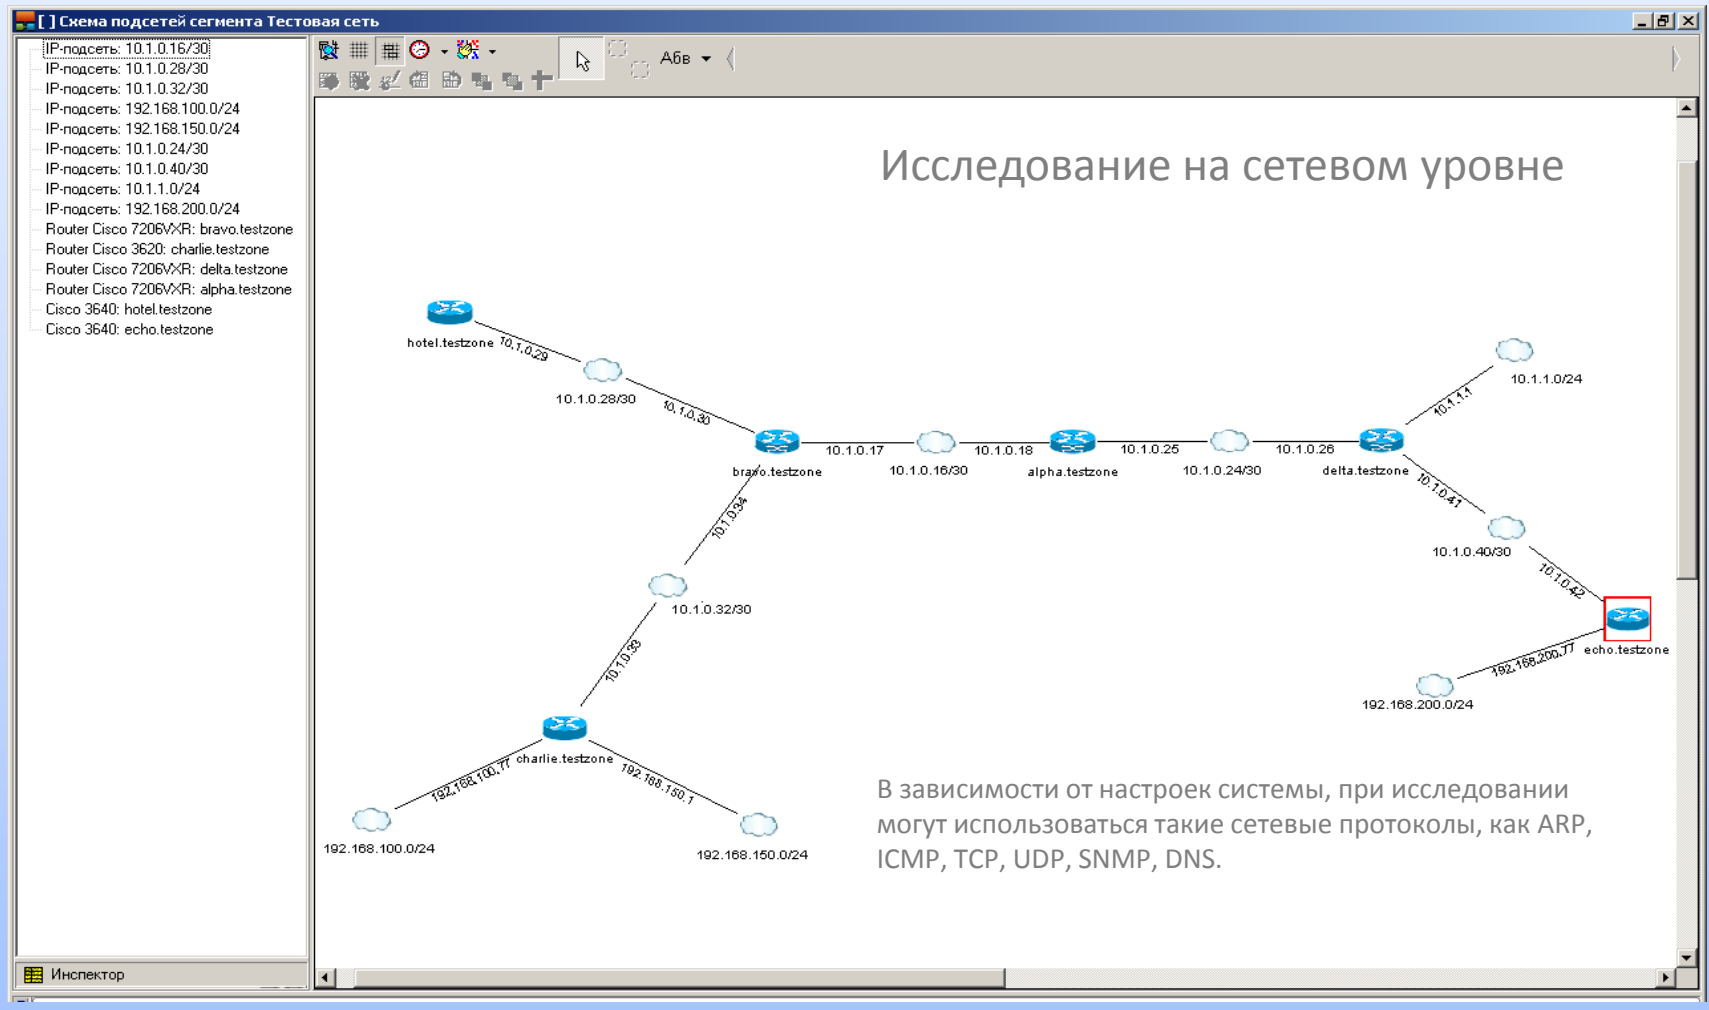 [ ] Схема подсетей сегмента Тестовая сеть
IP-подсеть: 10.1.0.16/30
IP-подсеть: 10.1.0.28/30
IP-подсеть: 10.1.0.32/30
IP-подсеть: 192.168.100.0/24
IP-подсеть: 192.168.150.0/24
IP-подсеть: 10.1.0.24/30
IP-подсеть: 10.1.0.40/30
IP-подсеть: 10.1.1.0/24
IP-подсеть: 192.168.200.0/24
Router Cisco 7206VXR: bravo.testzone
Router Cisco 3620: charlie.testzone
Router Cisco 7206VXR: delta.testzone
Router Cisco 7206VXR: alpha.testzone
Cisco 3640: hotel.testzone
Cisco 3640: echo.testzone
Инспектор
Абв
Исследование на сетевом уровне
hotel.testzone
10.1.0.29
10.1.0.28/30
10.1.0.30
bravo.testzone
10.1.0.17
10.1.0.16/30
10.1.0.18
alpha.testzone
10.1.0.25
10.1.0.24/30
10.1.0.26
delta.testzone
10.1.1.1
10.1.1.0/24
10.1.0.41
10.1.0.40/30
10.1.0.42
echo.testzone
192.168.200.77
192.168.200.0/24
10.1.0.34
10.1.0.32/30
10.1.0.33
charlie.testzone
192.168.100.77
192.168.150.1
192.168.100.0/24
192.168.150.0/24
В зависимости от настроек системы, при исследовании
могут использоваться такие сетевые протоколы, как ARP,
ICMP, TCP, UDP, SNMP, DNS.